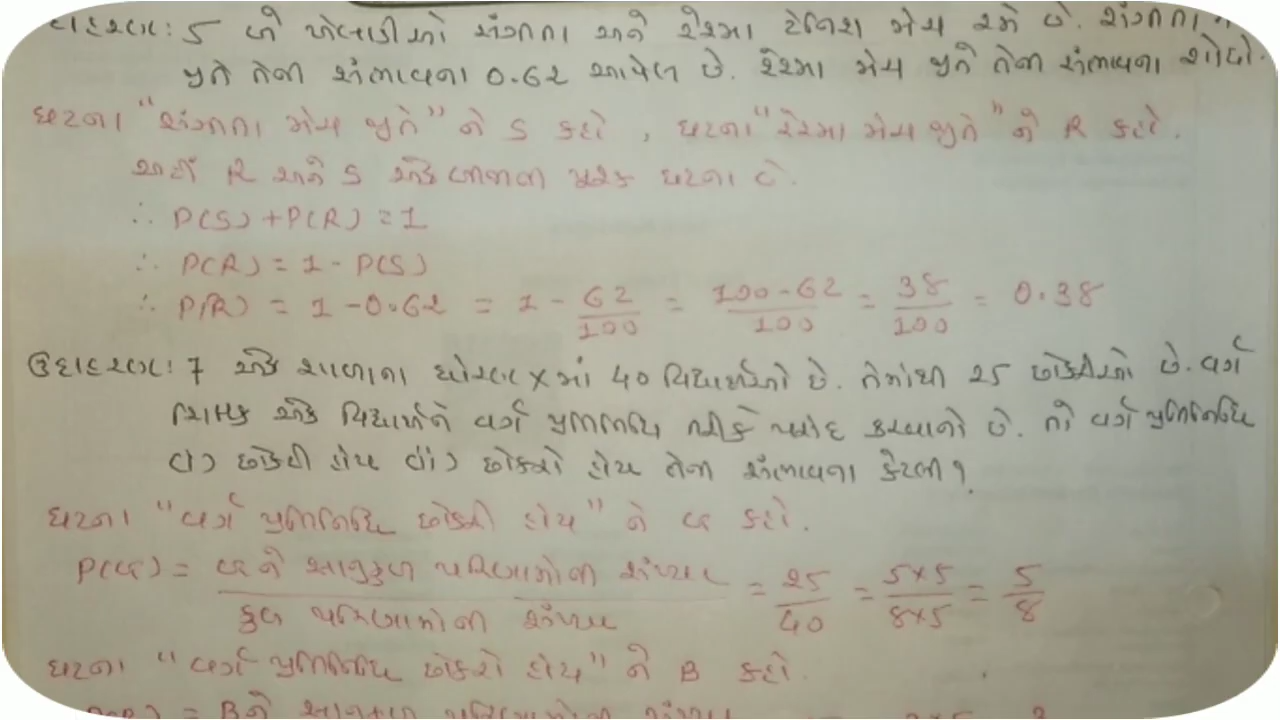 ઉદાહરણ: 5 બે ખેલાડીઓ સંગીતા અને રેશ્મા ટેનિસ મેચ રમે છે. સંગીતા
જીતે તેની સંભાવના 0.62 આપેલ છે. રેશ્મા મેચ જીતે તેની સંભાવના શોધો.
ઘટના "સંગીતા મેચ જીતે" ને S કહો , ઘટના "રેશ્મા મેચ જીતે" ને R કહો.
અહીં R અને S એકબીજાની પૂરક ઘટના છે.
∴ P(S) + P(R) = 1
∴ P(R) = 1 - P(S)
∴ P(R) = 1 - 0.62 = 1 - 62/100 = 100-62/100 = 38/100 = 0.38
ઉદાહરણ: 7 એક શાળાના ધોરણ X માં 40 વિદ્યાર્થીઓ છે. તેમાંથી 25 છોકરીઓ છે. વર્ગ
શિક્ષક એક વિદ્યાર્થીને વર્ગ પ્રતિનિધિ તરીકે પસંદ કરવાનો છે. તો વર્ગ પ્રતિનિધિ
(i) છોકરી હોય (ii) છોકરો હોય તેની સંભાવના કેટલી?
ઘટના "વર્ગ પ્રતિનિધિ છોકરી હોય" ને G કહો.
P(G) = G ને આનુકૂળ પરિણામોની સંખ્યા / કુલ પરિણામોની સંખ્યા = 25/40 = 5×5/8×5 = 5/8
ઘટના "વર્ગ પ્રતિનિધિ છોકરો હોય" ને B કહો.
= B ને પરિણામોની